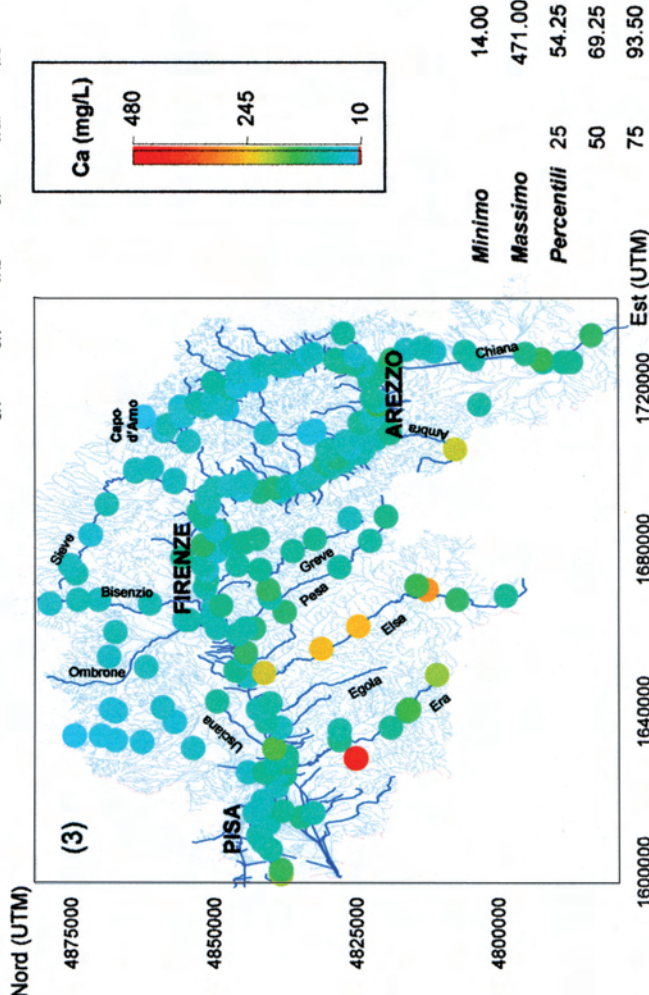 Nord (UTM)
(3)
4875000
4850000
4825000
4800000
1600000
1640000
1680000
1720000
Est (UTM)
Capo
d'Arno
Sieve
Bisenzio
FIRENZE
Ombrone
Greve
Pesa
Elsa
Egola
Era
Usciana
PISA
AREZZO
Ambra
Chiana
Ca (mg/L)
480
245
10
Minimo 14.00
Massimo 471.00
Percentili 25 54.25
50 69.25
75 93.50